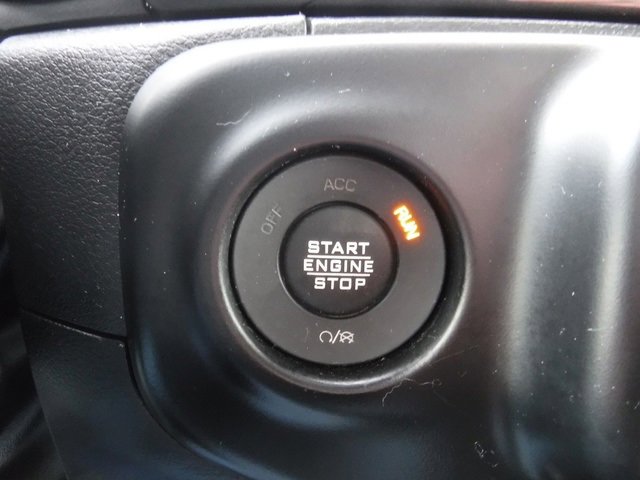 ACC
OFF
RUN
START
ENGINE
STOP